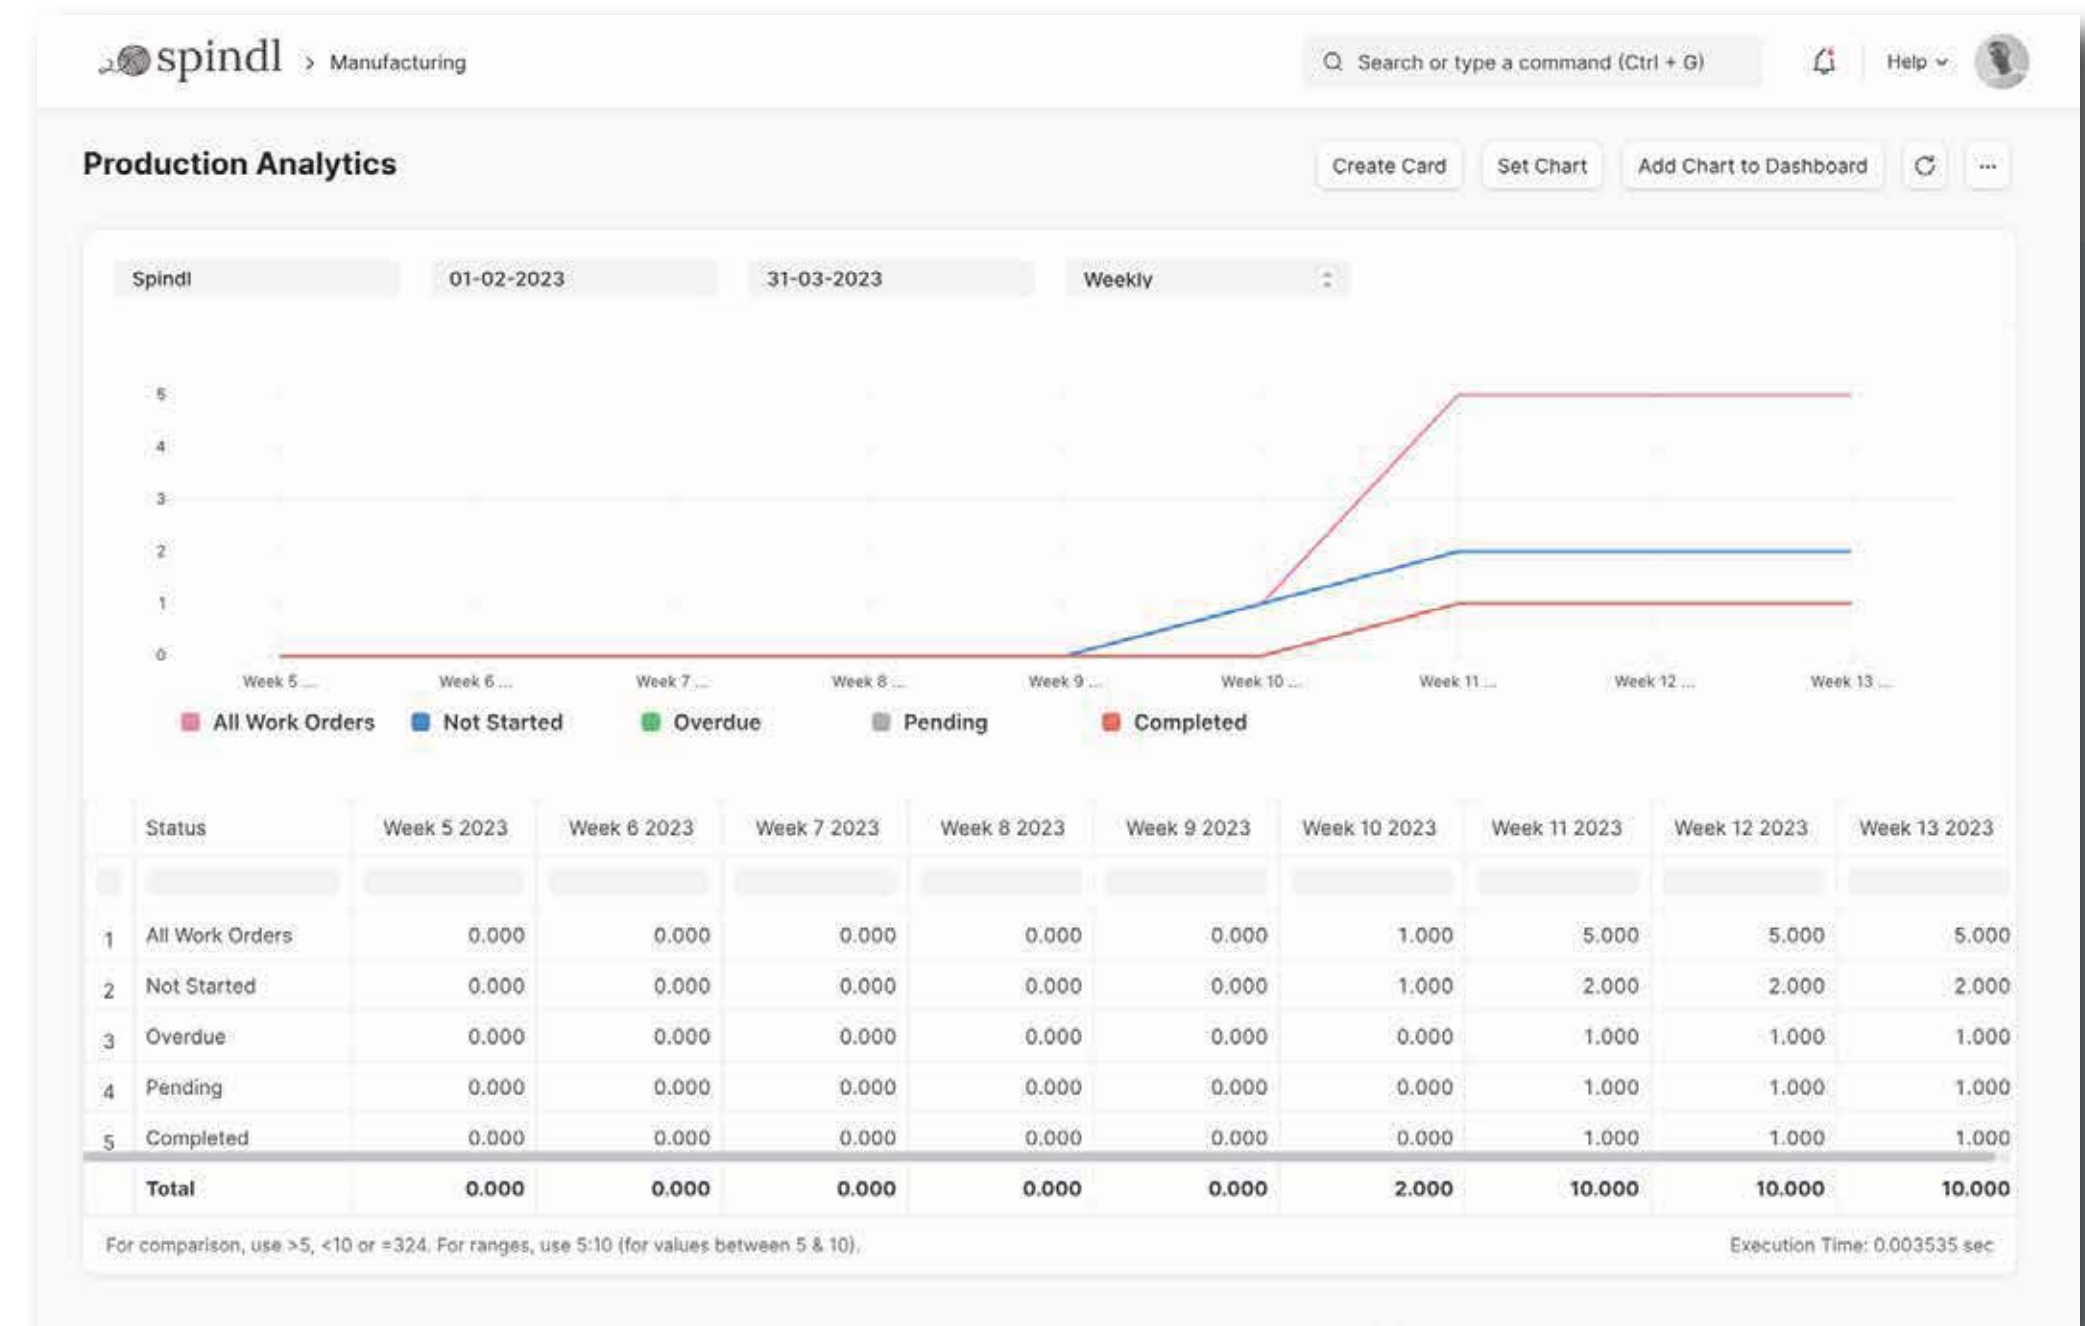 spindl > Manufacturing
Search or type a command (Ctrl + G)
Help
Production Analytics
Create Card
Set Chart
Add Chart to Dashboard
...
Spindl
01-02-2023
31-03-2023
Weekly
5
4
3
2
1
0
Week 5 ... Week 6 ... Week 7 ... Week 8 ... Week 9 ... Week 10 ... Week 11 ... Week 12 ... Week 13 ...
All Work Orders Not Started Overdue Pending Completed
Status Week 5 2023 Week 6 2023 Week 7 2023 Week 8 2023 Week 9 2023 Week 10 2023 Week 11 2023 Week 12 2023 Week 13 2023
1 All Work Orders 0.000 0.000 0.000 0.000 0.000 1.000 5.000 5.000 5.000
2 Not Started 0.000 0.000 0.000 0.000 0.000 1.000 2.000 2.000 2.000
3 Overdue 0.000 0.000 0.000 0.000 0.000 0.000 1.000 1.000 1.000
4 Pending 0.000 0.000 0.000 0.000 0.000 0.000 1.000 1.000 1.000
5 Completed 0.000 0.000 0.000 0.000 0.000 0.000 1.000 1.000 1.000
Total 0.000 0.000 0.000 0.000 0.000 2.000 10.000 10.000 10.000
For comparison, use >5, <10 or =324. For ranges, use 5:10 (for values between 5 & 10).
Execution Time: 0.003535 sec